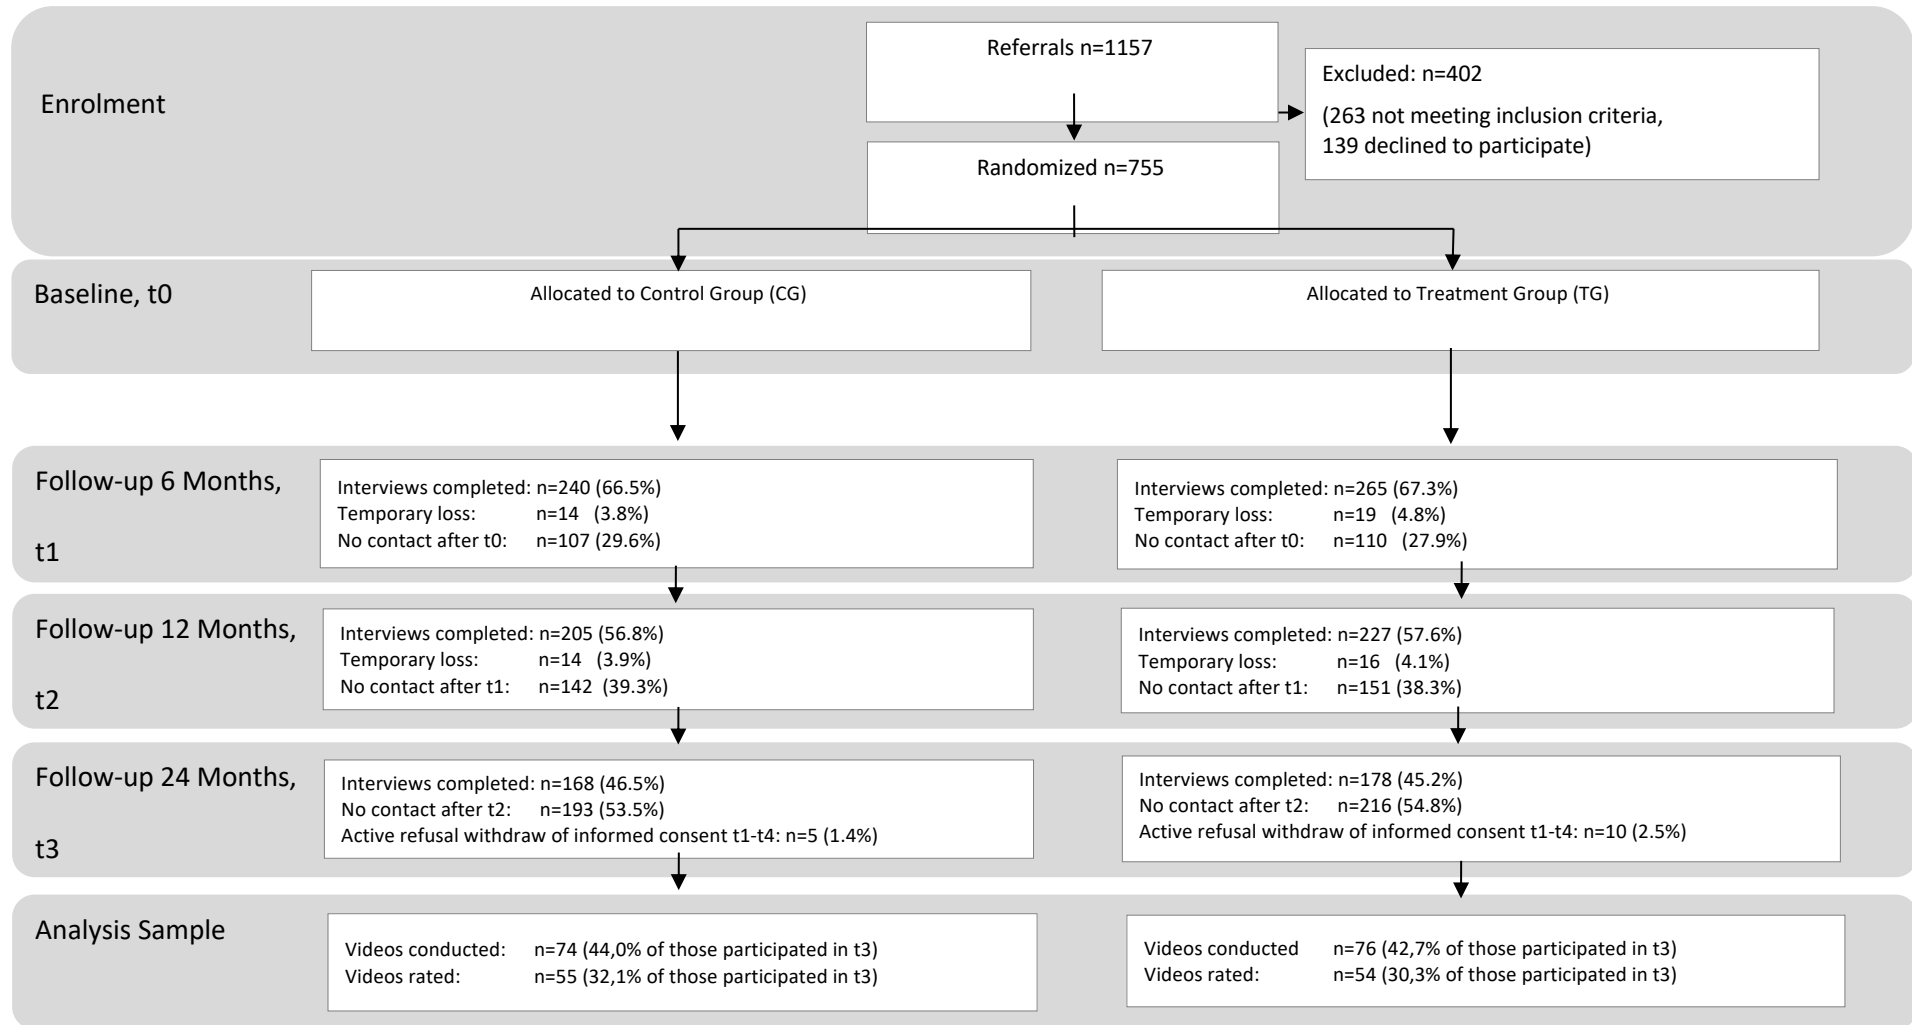 Enrolment
Referrals n=1157
Excluded: n=402
(263 not meeting inclusion criteria,
139 declined to participate)
Randomized n=755
Baseline, t0
Allocated to Control Group (CG)
Allocated to Treatment Group (TG)
Follow-up 6 Months,
t1
Interviews completed: n=240 (66.5%)
Temporary loss: n=14 (3.8%)
No contact after t0: n=107 (29.6%)
Interviews completed: n=265 (67.3%)
Temporary loss: n=19 (4.8%)
No contact after t0: n=110 (27.9%)
Follow-up 12 Months,
t2
Interviews completed: n=205 (56.8%)
Temporary loss: n=14 (3.9%)
No contact after t1: n=142 (39.3%)
Interviews completed: n=227 (57.6%)
Temporary loss: n=16 (4.1%)
No contact after t1: n=151 (38.3%)
Follow-up 24 Months,
t3
Interviews completed: n=168 (46.5%)
No contact after t2: n=193 (53.5%)
Active refusal withdraw of informed consent t1-t4: n=5 (1.4%)
Interviews completed: n=178 (45.2%)
No contact after t2: n=216 (54.8%)
Active refusal withdraw of informed consent t1-t4: n=10 (2.5%)
Analysis Sample
Videos conducted: n=74 (44,0% of those participated in t3)
Videos rated: n=55 (32,1% of those participated in t3)
Videos conducted n=76 (42,7% of those participated in t3)
Videos rated: n=54 (30,3% of those participated in t3)